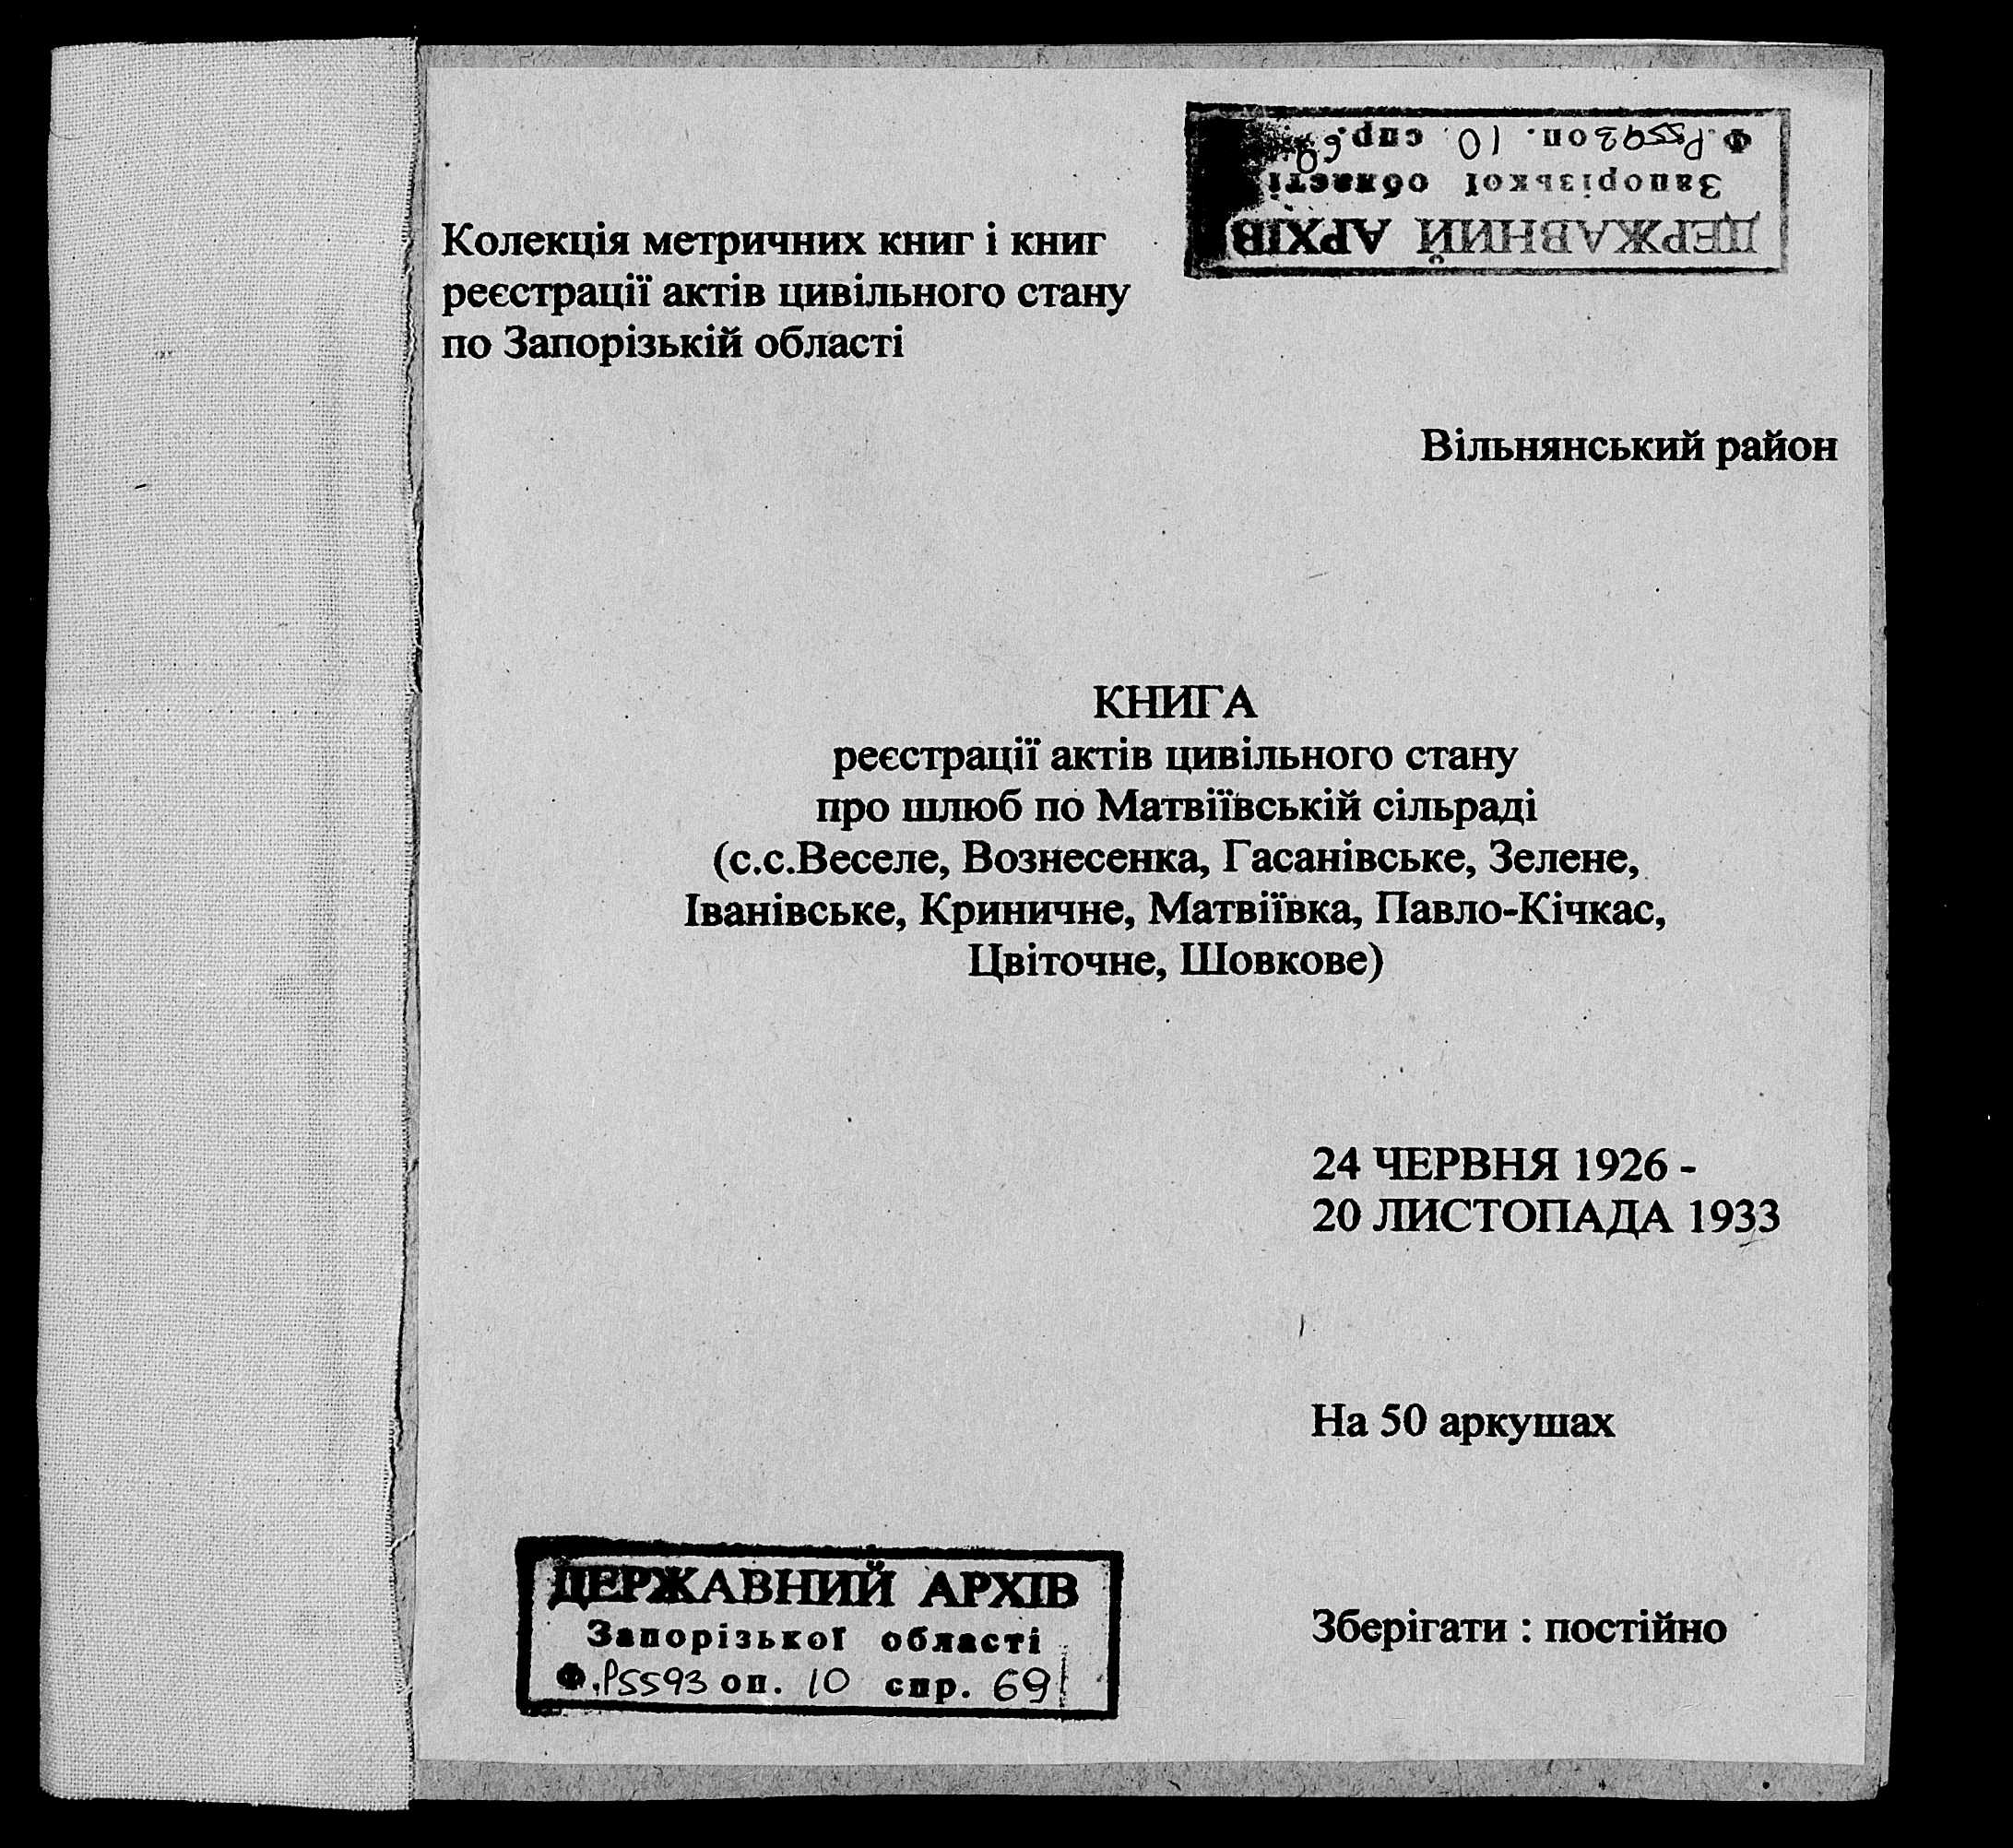 Ф. Р5593 оп. 10 спр. 69
Запорізької області
ДЕРЖАВНИЙ АРХІВ
Колекція метричних книг і книг
реєстрації актів цивільного стану
по Запорізькій області
Вільнянський район
КНИГА
реєстрації актів цивільного стану
про шлюб по Матвіївській сільраді
(с.с.Веселе, Вознесенка, Гасанівське, Зелене,
Іванівське, Криничне, Матвіївка, Павло-Кічкас,
Цвіточне, Шовкове)
24 ЧЕРВНЯ 1926 -
20 ЛИСТОПАДА 1933
На 50 аркушах
Зберігати : постійно
ДЕРЖАВНИЙ АРХІВ
Запорізької області
Ф. Р5593 оп. 10 спр. 69